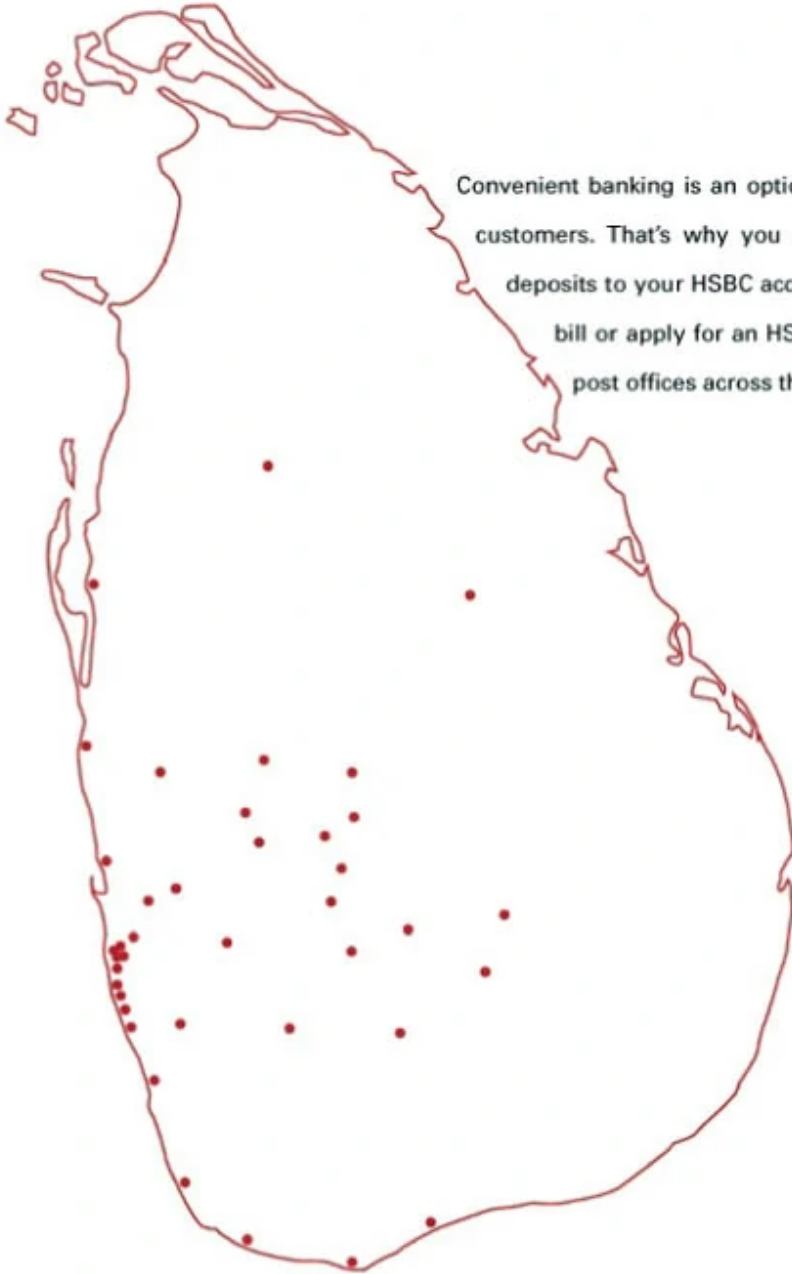 Convenient banking is an
customers. That's why you
deposits to your HSBC
bill or apply for an
post offices across